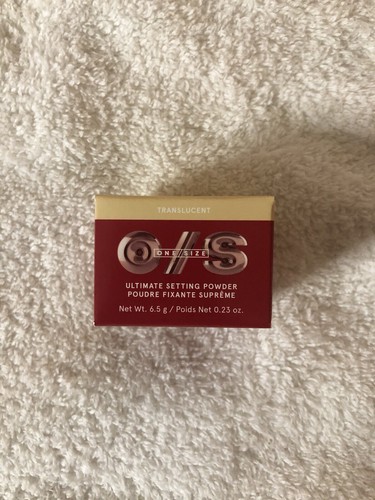 TRANSLUCENT
O/S
ONE/SIZE
ULTIMATE SETTING POWDER
POUDRE FIXANTE SUPRÊME
Net Wt. 6.5 g / Poids Net 0.23 oz.